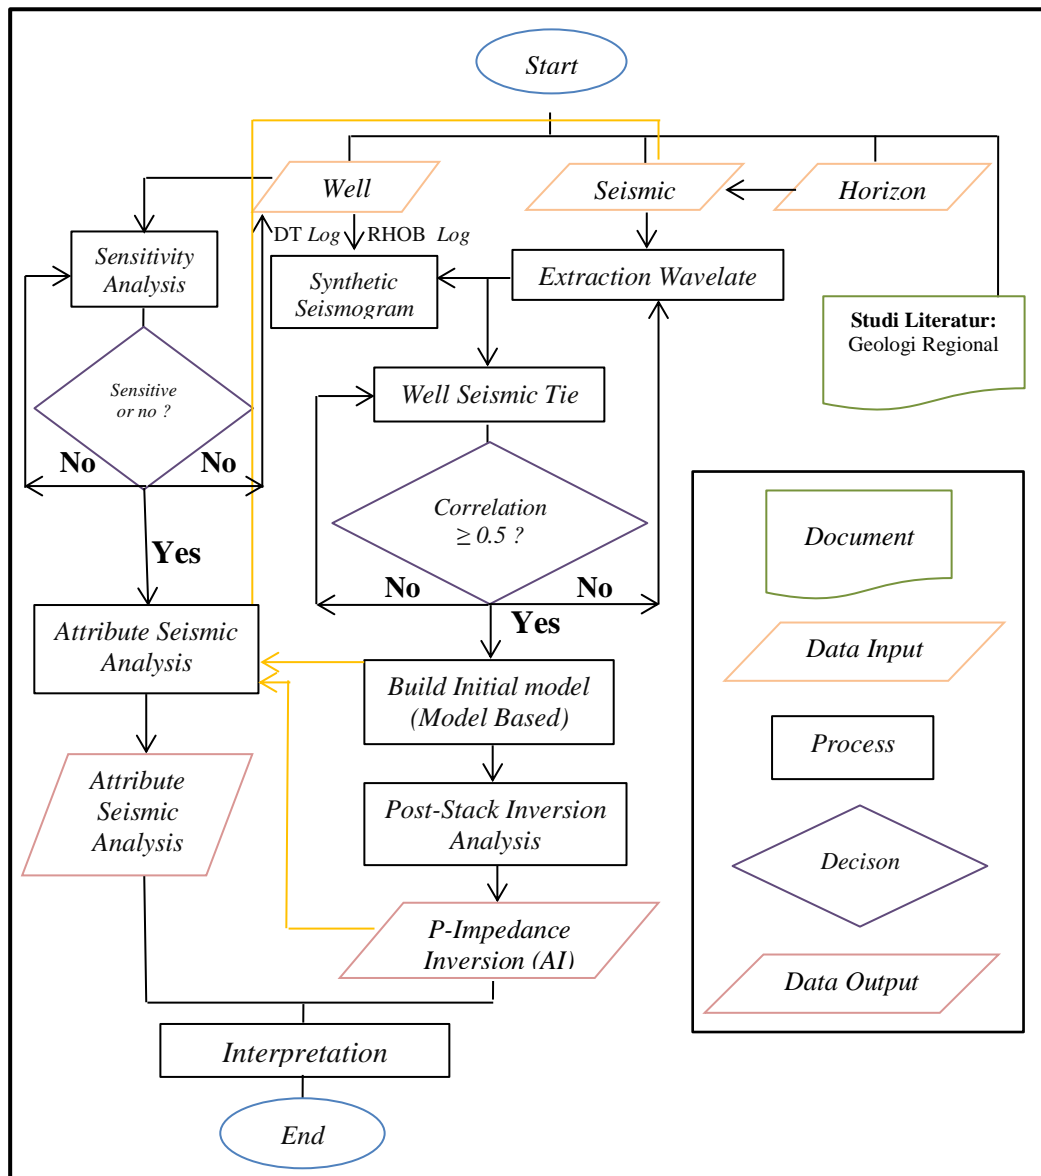 Start
Well
Seismic
Horizon
DT Log
RHOB Log
Sensitivity
Analysis
Synthetic
Seismogram
Extraction Wavelate
Studi Literatur:
Geologi Regional
Sensitive
or no ?
No
No
Well Seismic Tie
Correlation
≥ 0.5 ?
No
No
Yes
Yes
Attribute Seismic
Analysis
Build Initial model
(Model Based)
Attribute
Seismic
Analysis
Post-Stack Inversion
Analysis
P-Impedance
Inversion (AI)
Interpretation
End
Document
Data Input
Process
Decison
Data Output